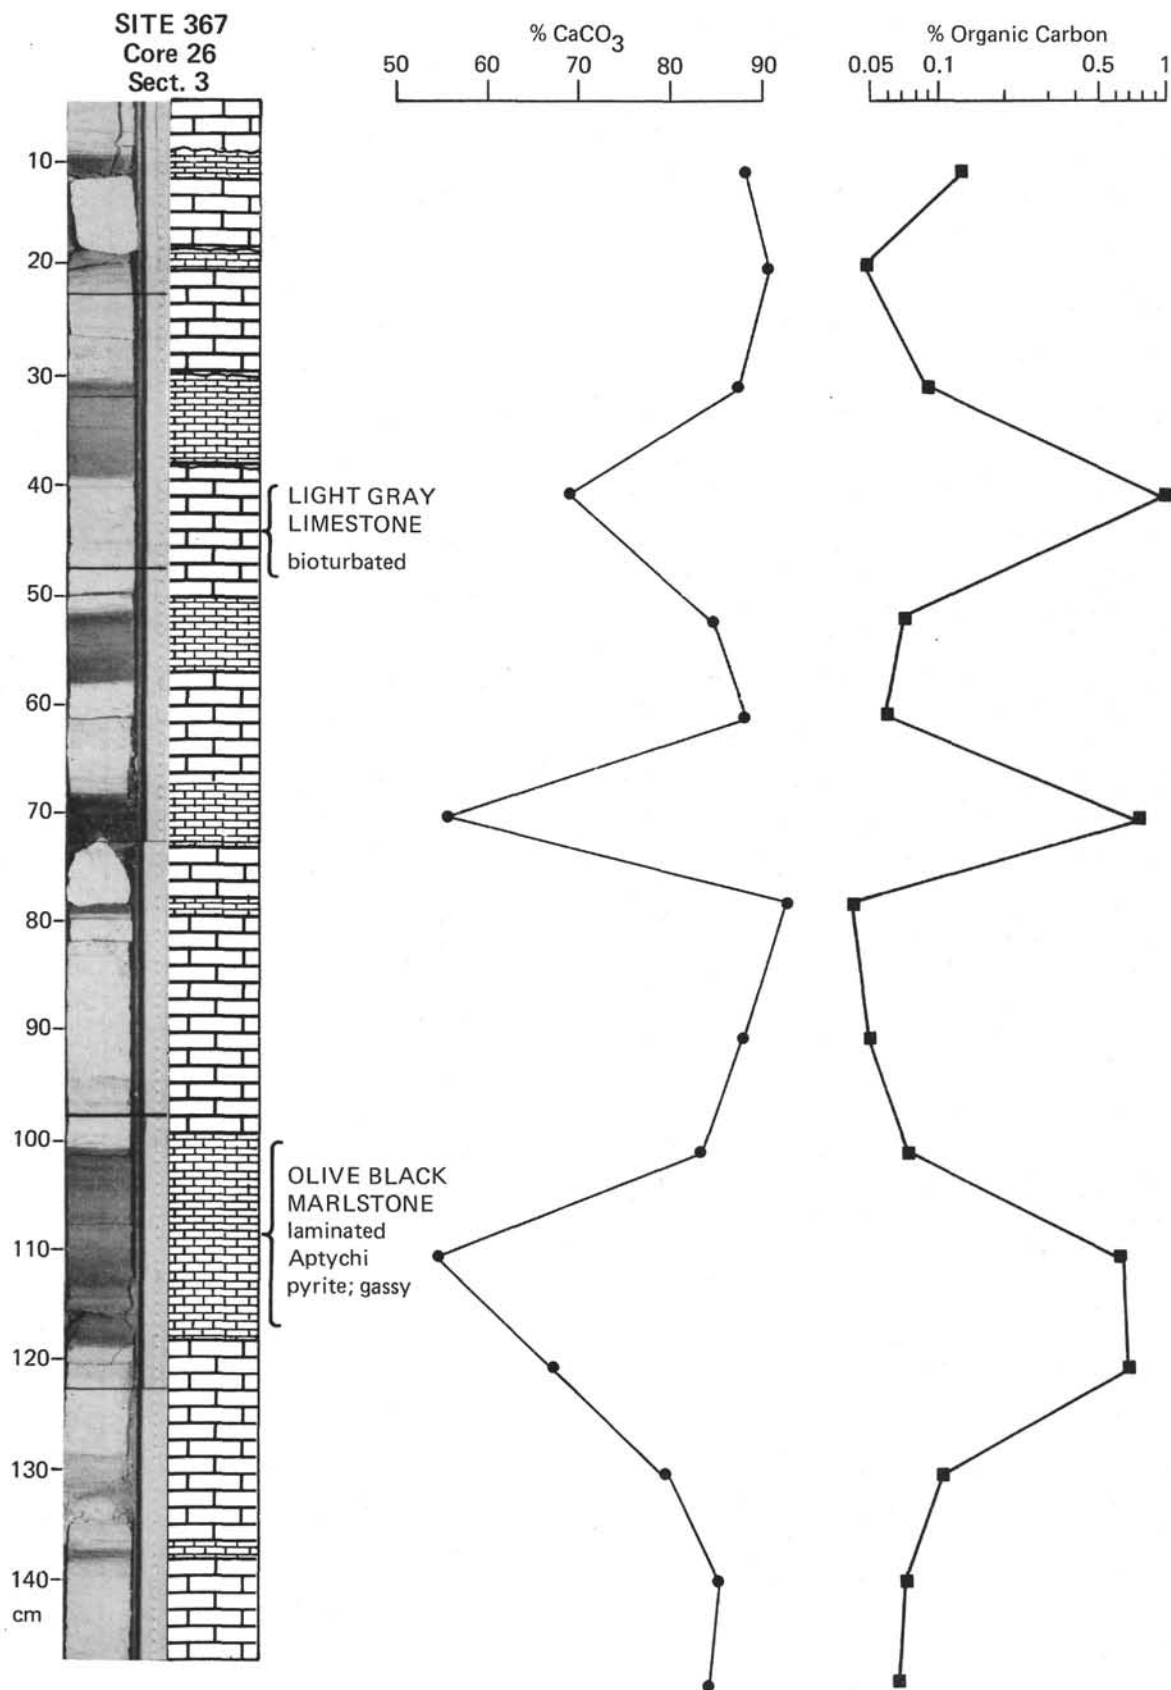 SITE 367
Core 26
Sect. 3
% CaCO3
50 60 70 80 90
% Organic Carbon
0.05 0.1 0.5 1
10
20
30
40
LIGHT GRAY
LIMESTONE
bioturbated
50
60
70
80
90
100
OLIVE BLACK
MARLSTONE
laminated
110
Aptychi
pyrite; gassy
120
130
140
cm